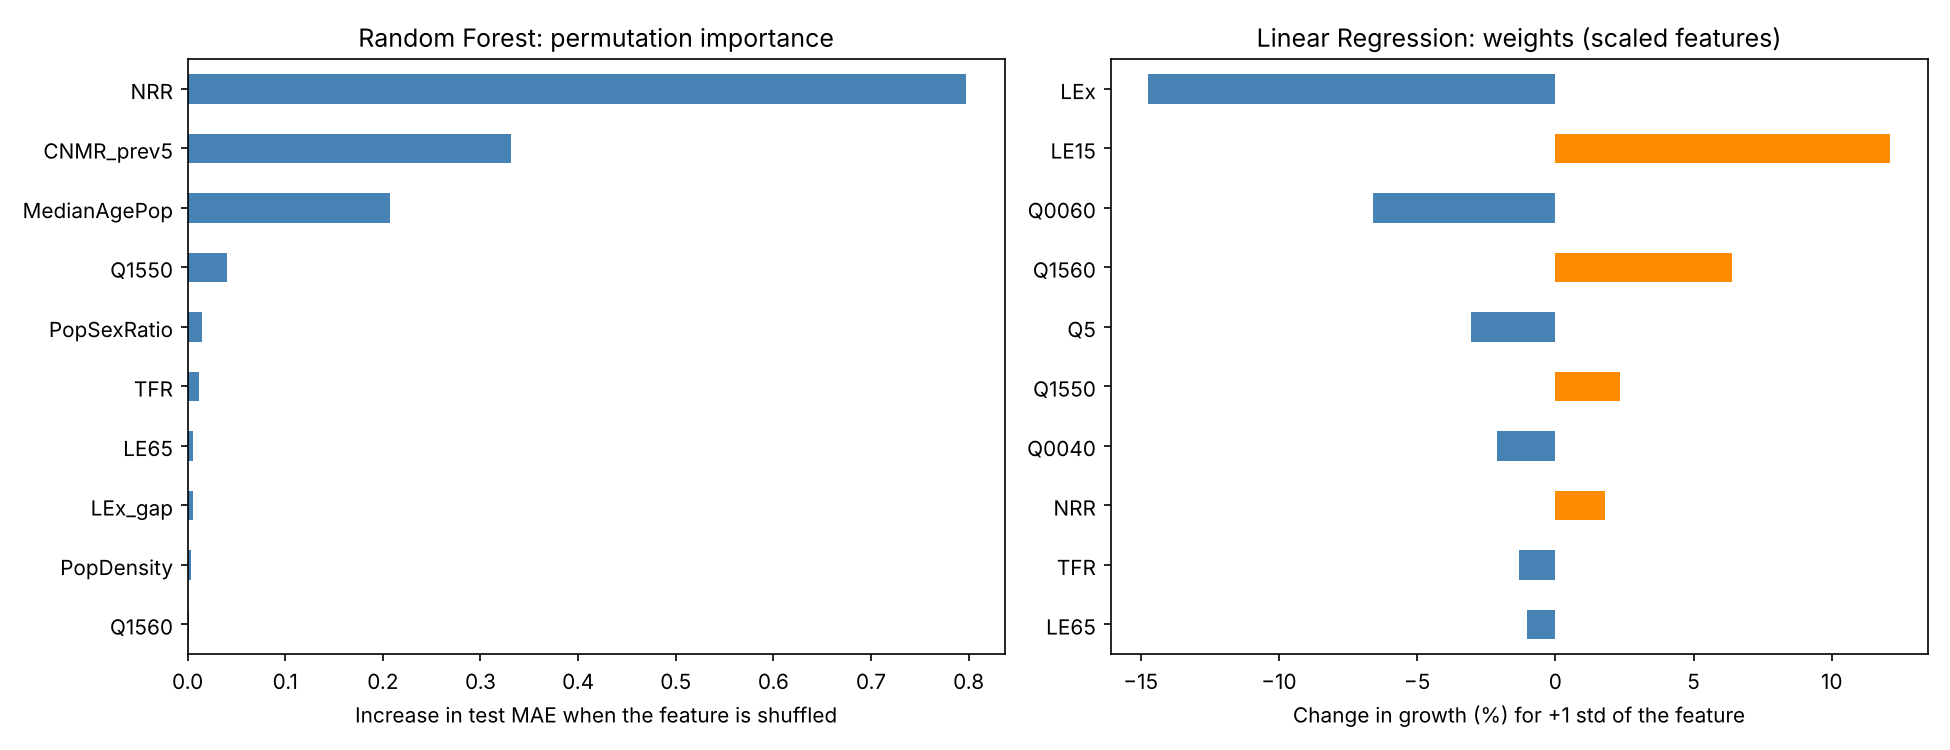 Random Forest: permutation importance
NRR
CNMR_prev5
MedianAgePop
Q1550
PopSexRatio
TFR
LE65
LEx_gap
PopDensity
Q1560
0.0 0.1 0.2 0.3 0.4 0.5 0.6 0.7 0.8
Increase in test MAE when the feature is shuffled
Linear Regression: weights (scaled features)
LEx
LE15
Q0060
Q1560
Q5
Q1550
Q0040
NRR
TFR
LE65
−15 −10 −5 0 5 10
Change in growth (%) for +1 std of the feature